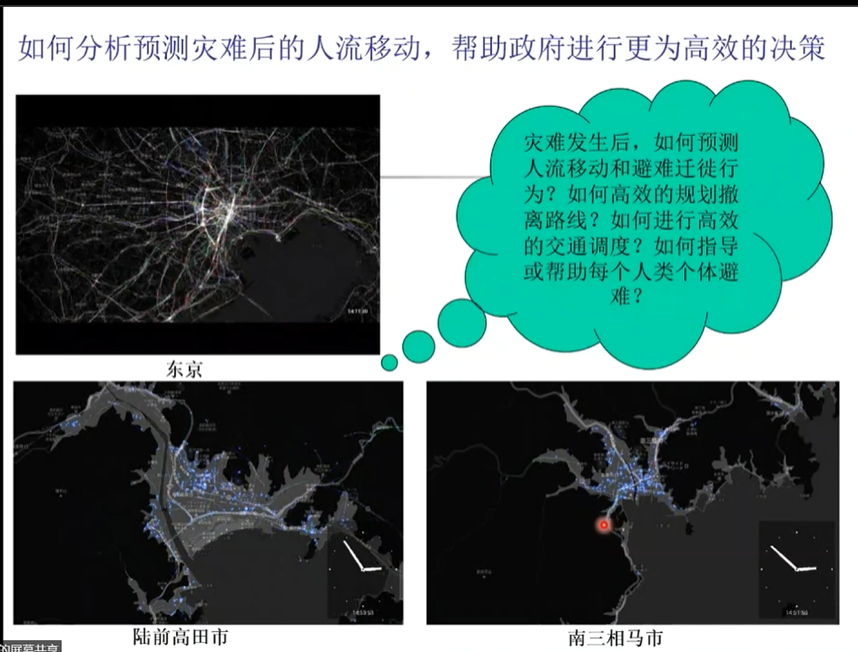 如何分析预测灾难后的人流移动，帮助政府进行更为高效的决策
灾难发生后，如何预测
人流移动和避难迁徙行
为？如何高效的规划撤
离路线？如何进行高效
的交通调度？如何指导
或帮助每个人类个体避
难？
东京
陆前高田市
南三相马市
的屏幕共享